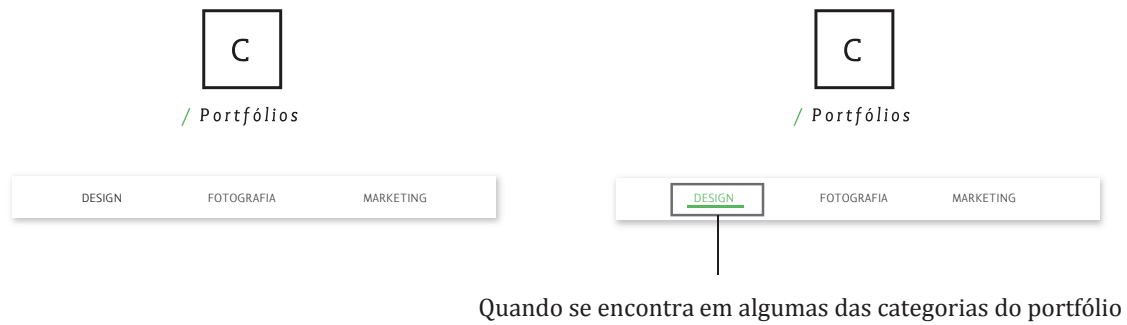 C
/ Portfólios
DESIGN FOTOGRAFIA MARKETING
C
/ Portfólios
DESIGN FOTOGRAFIA MARKETING
Quando se encontra em algumas das categorias do portfólio